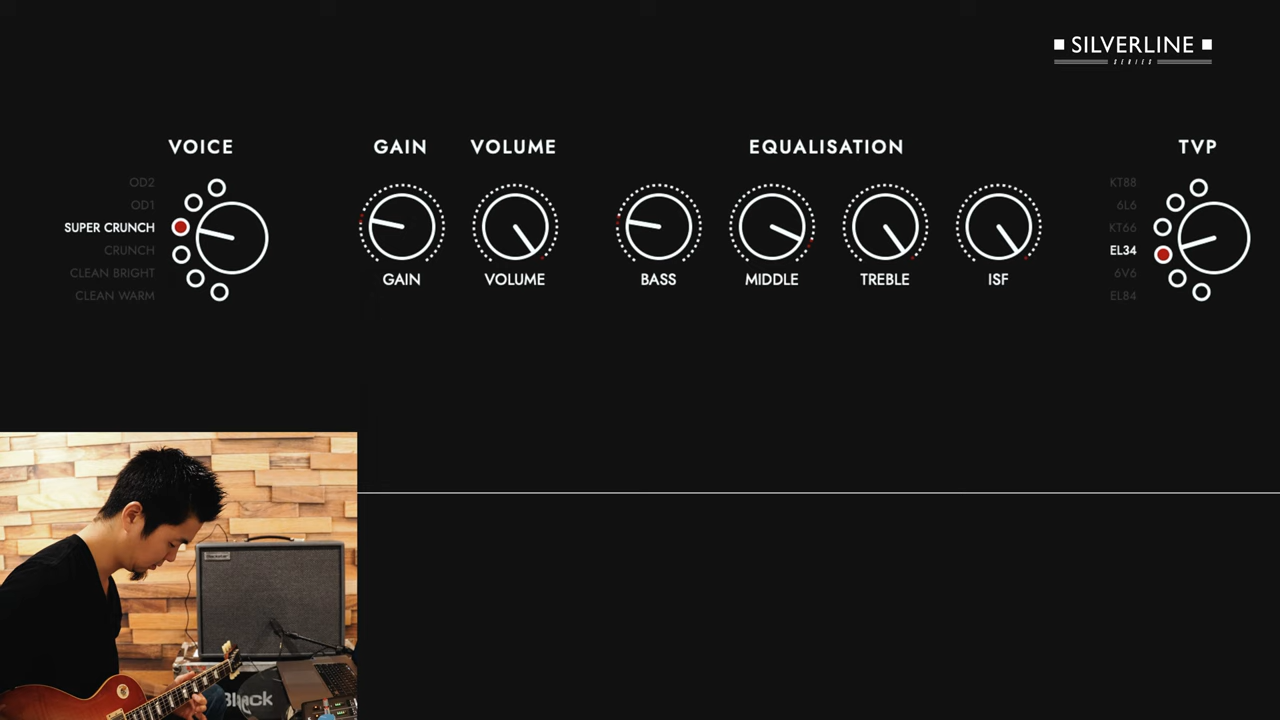 SILVERLINE
SERIES
VOICE
GAIN
VOLUME
EQUALISATION
TVP
OD2
OD1
SUPER CRUNCH
CRUNCH
CLEAN BRIGHT
CLEAN WARM
GAIN
VOLUME
BASS
MIDDLE
TREBLE
ISF
KT88
6L6
KT66
EL34
6V6
EL84
Blackstar
Black